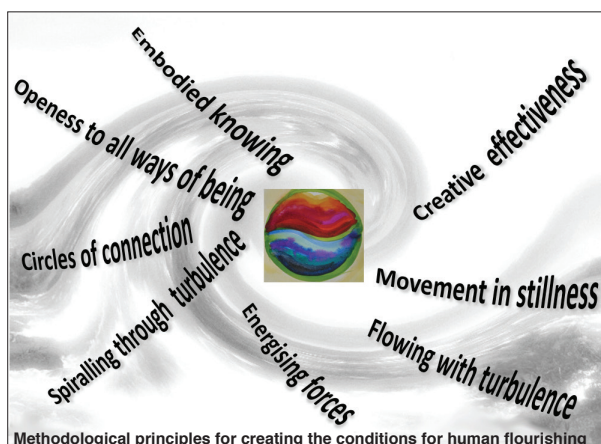 Embodied knowing
Openess to all ways of being
Circles of connection
Spiralling through turbulence
Energising forces
Creative effectiveness
Movement in stillness
Flowing with turbulence
Methodological principles for creating the conditions for human flourishing